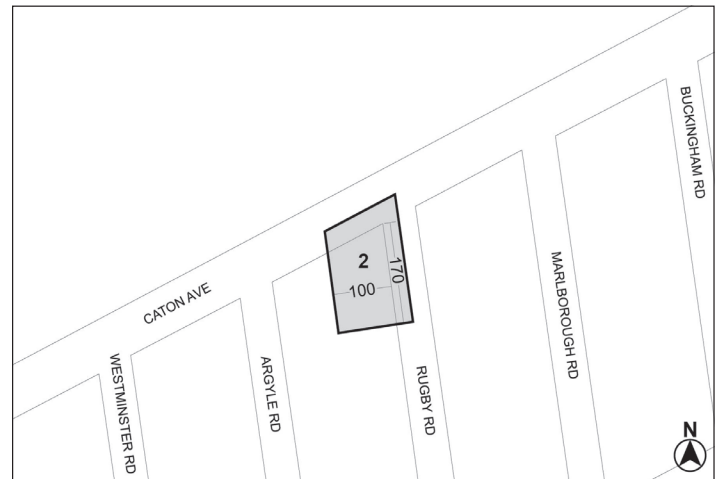 BUCKINGHAM RD
MARLBOROUGH RD
2
170
100
CATON AVE
WESTMINSTER RD
ARGYLE RD
RUGBY RD
N